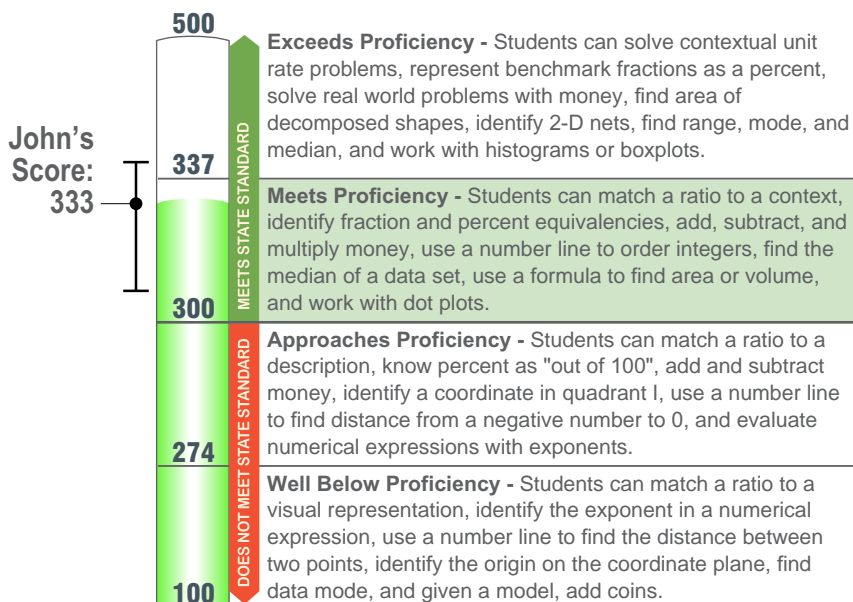 500
Exceeds Proficiency - Students can solve contextual unit
rate problems, represent benchmark fractions as a percent,
solve real world problems with money, find area of
decomposed shapes, identify 2-D nets, find range, mode, and
median, and work with histograms or boxplots.
John's
Score:
333
337
MEETS STATE STANDARD
Meets Proficiency - Students can match a ratio to a context,
identify fraction and percent equivalencies, add, subtract, and
multiply money, use a number line to order integers, find the
median of a data set, use a formula to find area or volume,
and work with dot plots.
300
Approaches Proficiency - Students can match a ratio to a
description, know percent as "out of 100", add and subtract
money, identify a coordinate in quadrant I, use a number line
to find distance from a negative number to 0, and evaluate
numerical expressions with exponents.
274
DOES NOT MEET STATE STANDARD
Well Below Proficiency - Students can match a ratio to a
visual representation, identify the exponent in a numerical
expression, use a number line to find the distance between
two points, identify the origin on the coordinate plane, find
data mode, and given a model, add coins.
100